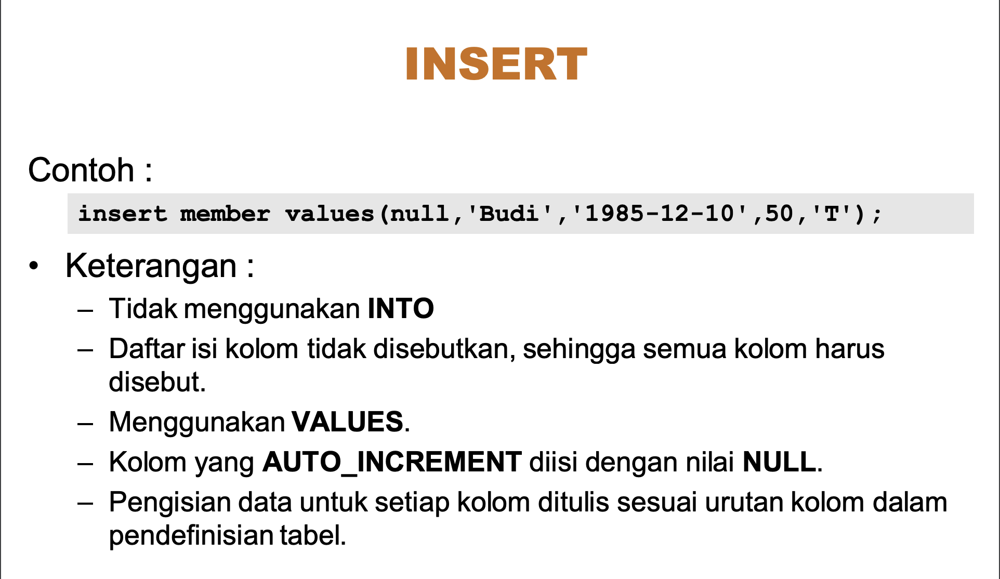 INSERT
Contoh :
insert member values(null,'Budi','1985-12-10',50,'T');
• Keterangan :
– Tidak menggunakan INTO
– Daftar isi kolom tidak disebutkan, sehingga semua kolom harus
disebut.
– Menggunakan VALUES.
– Kolom yang AUTO_INCREMENT diisi dengan nilai NULL.
– Pengisian data untuk setiap kolom ditulis sesuai urutan kolom dalam
pendefinisian tabel.